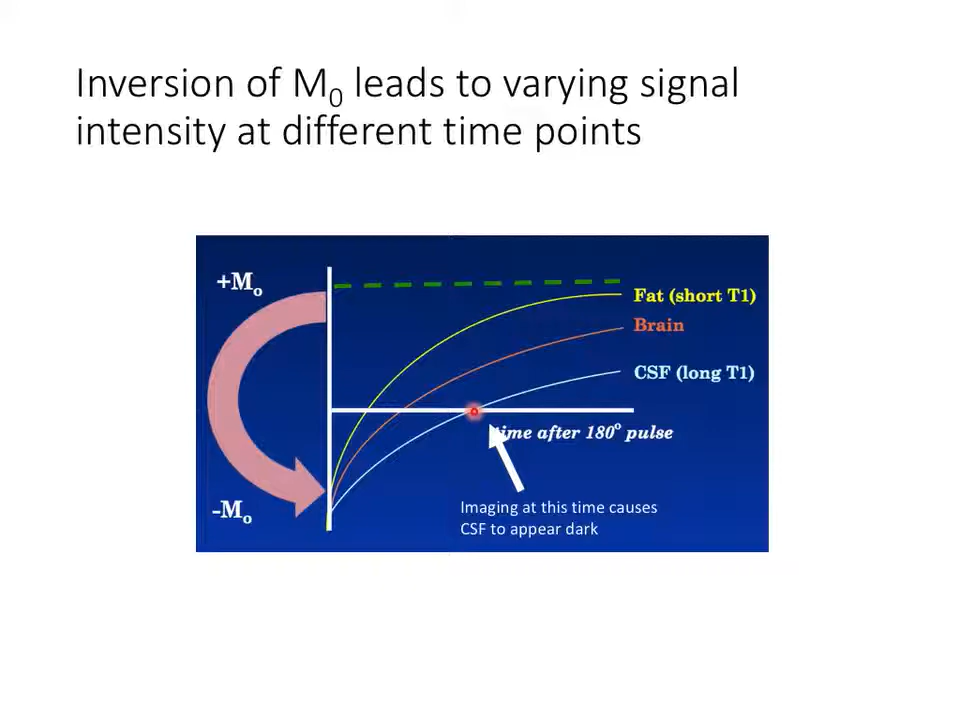 Inversion of M0 leads to varying signal
intensity at different time points
+Mo
Fat (short T1)
Brain
CSF (long T1)
time after 180o pulse
-Mo
Imaging at this time causes
CSF to appear dark